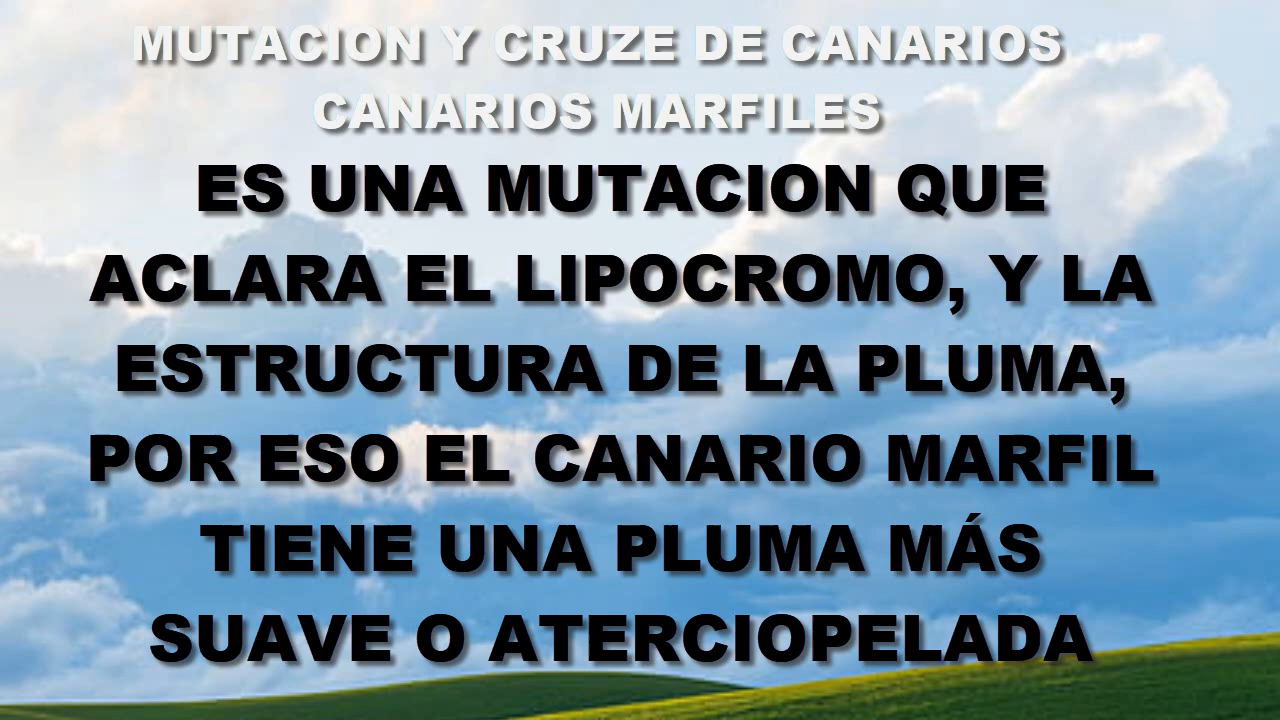 MUTACION Y CRUZE DE CANARIOS
CANARIOS MARFILES
ES UNA MUTACION QUE
ACLARA EL LIPOCROMO, Y LA
ESTRUCTURA DE LA PLUMA,
POR ESO EL CANARIO MARFIL
TIENE UNA PLUMA MÁS
SUAVE O ATERCIOPELADA